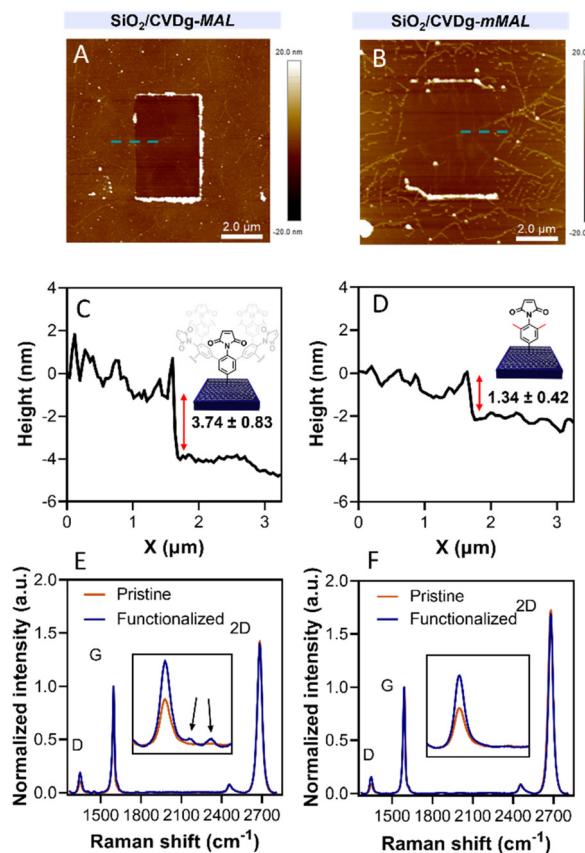 SiO₂/CVDg-MAL
SiO₂/CVDg-mMAL
A
20.0 nm
2.0 µm
-20.0 nm
B
20.0 nm
2.0 µm
-20.0 nm
C
Height (nm)
4
2
0
-2
-4
-6
0
1
2
3
X (µm)
3.74 ± 0.83
O
N
O
D
Height (nm)
4
2
0
-2
-4
-6
0
1
2
3
X (µm)
1.34 ± 0.42
O
N
O
E
Normalized intensity (a.u.)
2.0
1.5
1.0
0.5
0.0
Pristine
Functionalized
2D
G
D
1500
1800
2100
2400
2700
Raman shift (cm⁻¹)
F
Normalized intensity (a.u.)
2.0
1.5
1.0
0.5
0.0
Pristine
Functionalized
2D
G
D
1500
1800
2100
2400
2700
Raman shift (cm⁻¹)